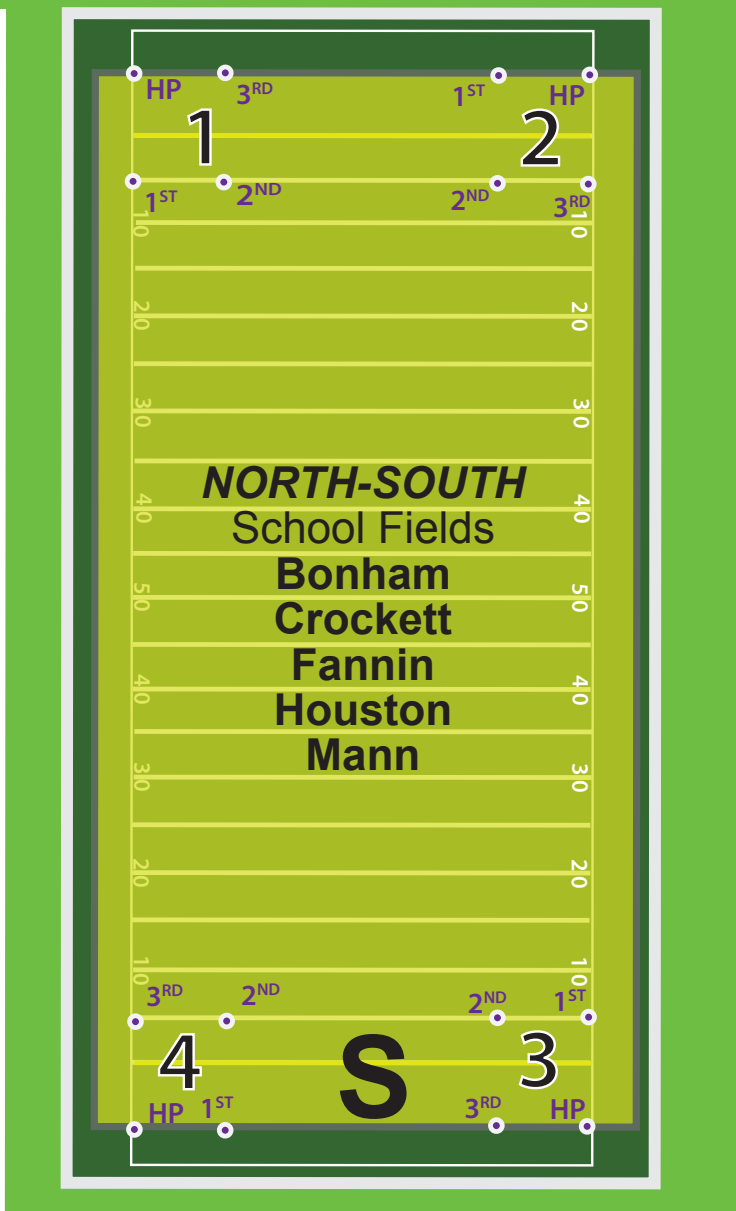 HP 3RD 1ST HP
1 2
1ST 2ND 2ND 3RD
10 10
20 20
30 30
NORTH-SOUTH
40 40
School Fields
Bonham
50 50
Crockett
Fannin
40 40
Houston
Mann
30 30
20 20
10 10
3RD 2ND 2ND 1ST
4 S 3
HP 1ST 3RD HP